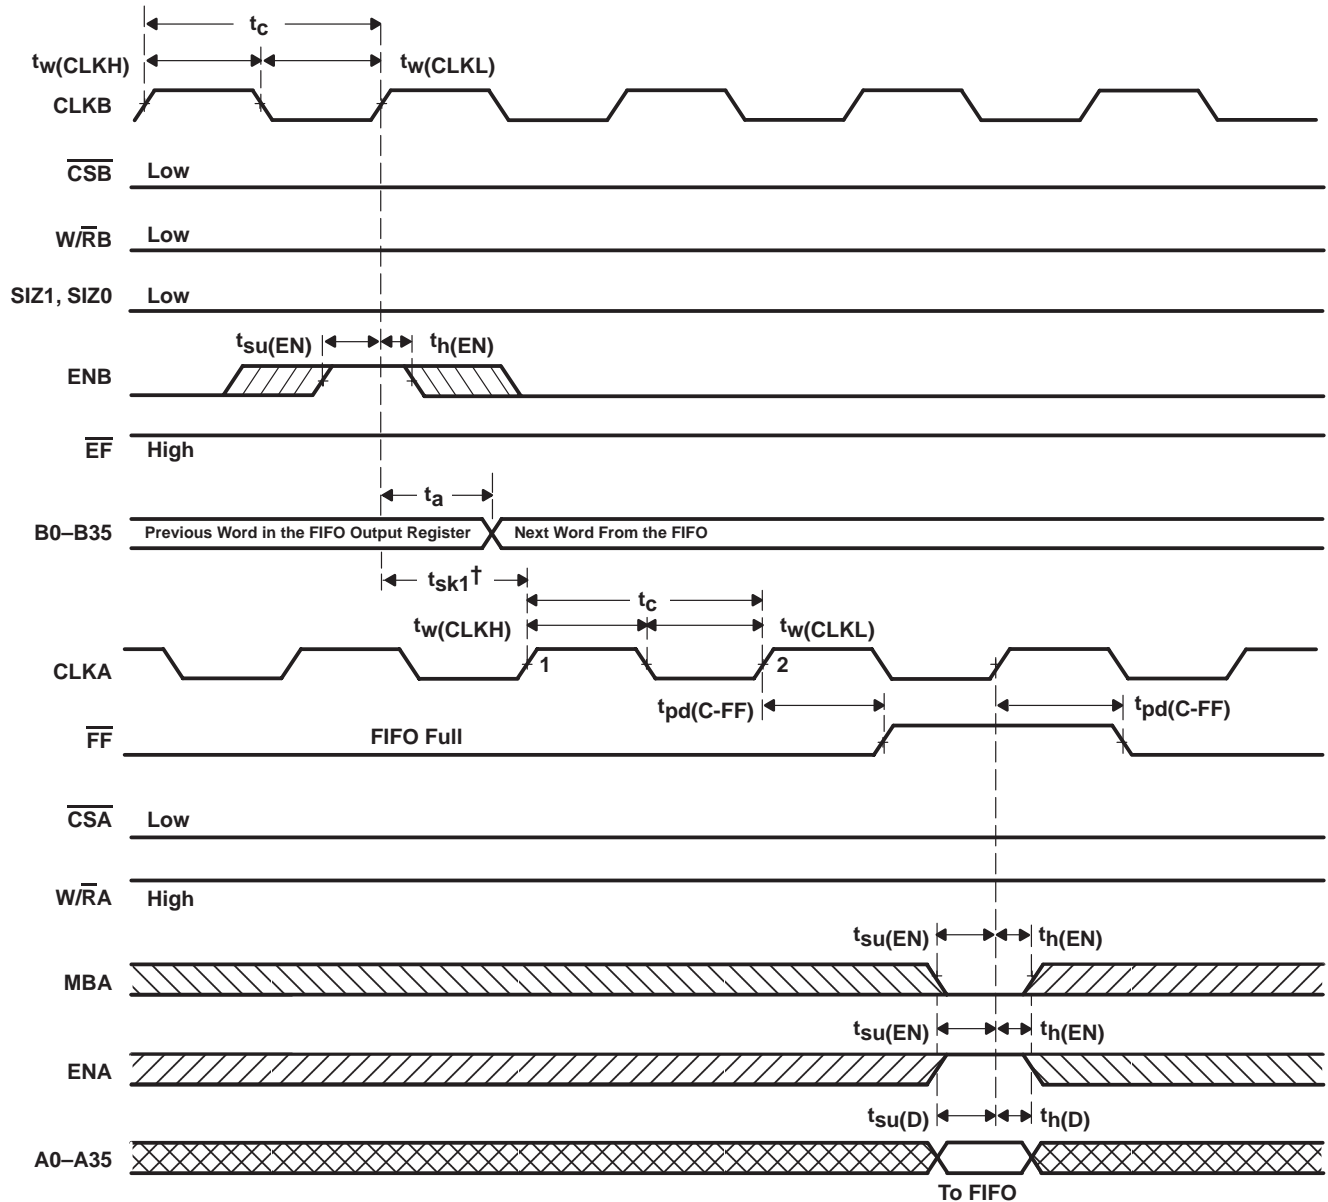 tc
tw(CLKH) tw(CLKL)
CLKB
CSB Low
W/RB Low
SIZ1, SIZ0 Low
tsu(EN) th(EN)
ENB
EF High
ta
B0–B35 Previous Word in the FIFO Output Register Next Word From the FIFO
tsk1†
tc
tw(CLKH) tw(CLKL)
CLKA 1 2
tpd(C-FF) tpd(C-FF)
FF FIFO Full
CSA Low
W/RA High
tsu(EN) th(EN)
MBA
tsu(EN) th(EN)
ENA
tsu(D) th(D)
A0–A35
To FIFO